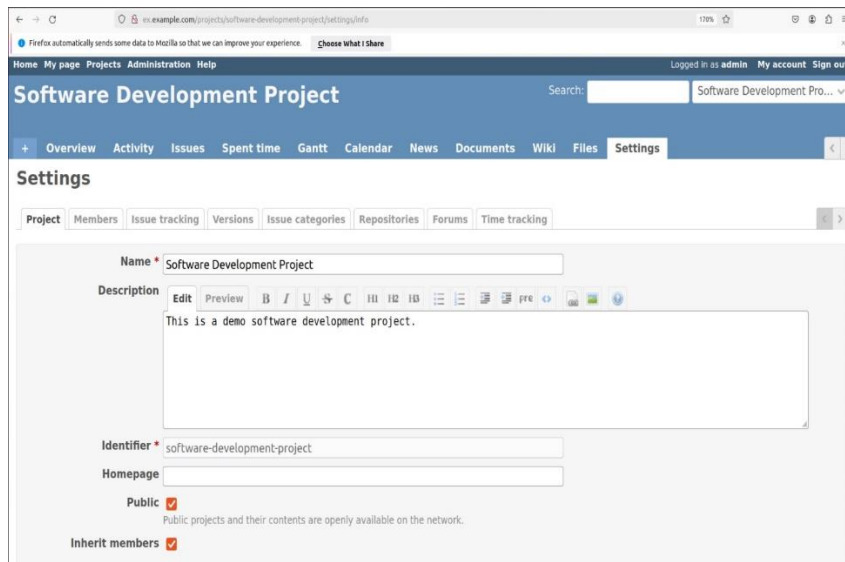 ex.example.com/projects/software-development-project/settings/info 170%
Firefox automatically sends some data to Mozilla so that we can improve your experience. Choose What I Share
Home My page Projects Administration Help Logged in as admin My account Sign out
Software Development Project Search: Software Development Pro...
+ Overview Activity Issues Spent time Gantt Calendar News Documents Wiki Files Settings
Settings
Project Members Issue tracking Versions Issue categories Repositories Forums Time tracking
Name * Software Development Project
Description Edit Preview B I U S C H1 H2 H3 PRE
This is a demo software development project.
Identifier * software-development-project
Homepage
Public
Public projects and their contents are openly available on the network.
Inherit members